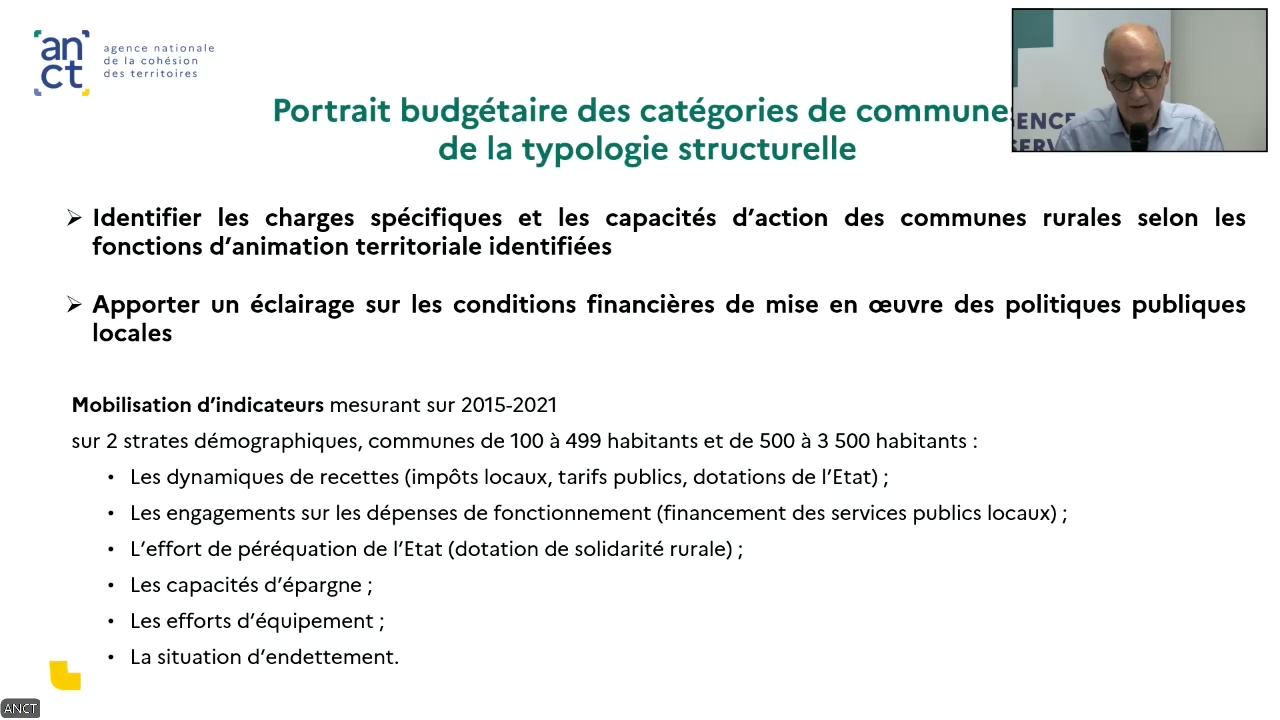 anct
agence nationale
de la cohésion
des territoires
Portrait budgétaire des catégories de commune
de la typologie structurelle
➢ Identifier les charges spécifiques et les capacités d’action des communes rurales selon les
fonctions d’animation territoriale identifiées
➢ Apporter un éclairage sur les conditions financières de mise en œuvre des politiques publiques
locales
Mobilisation d’indicateurs mesurant sur 2015-2021
sur 2 strates démographiques, communes de 100 à 499 habitants et de 500 à 3 500 habitants :
• Les dynamiques de recettes (impôts locaux, tarifs publics, dotations de l’Etat) ;
• Les engagements sur les dépenses de fonctionnement (financement des services publics locaux) ;
• L’effort de péréquation de l’Etat (dotation de solidarité rurale) ;
• Les capacités d’épargne ;
• Les efforts d’équipement ;
• La situation d’endettement.
ANCT